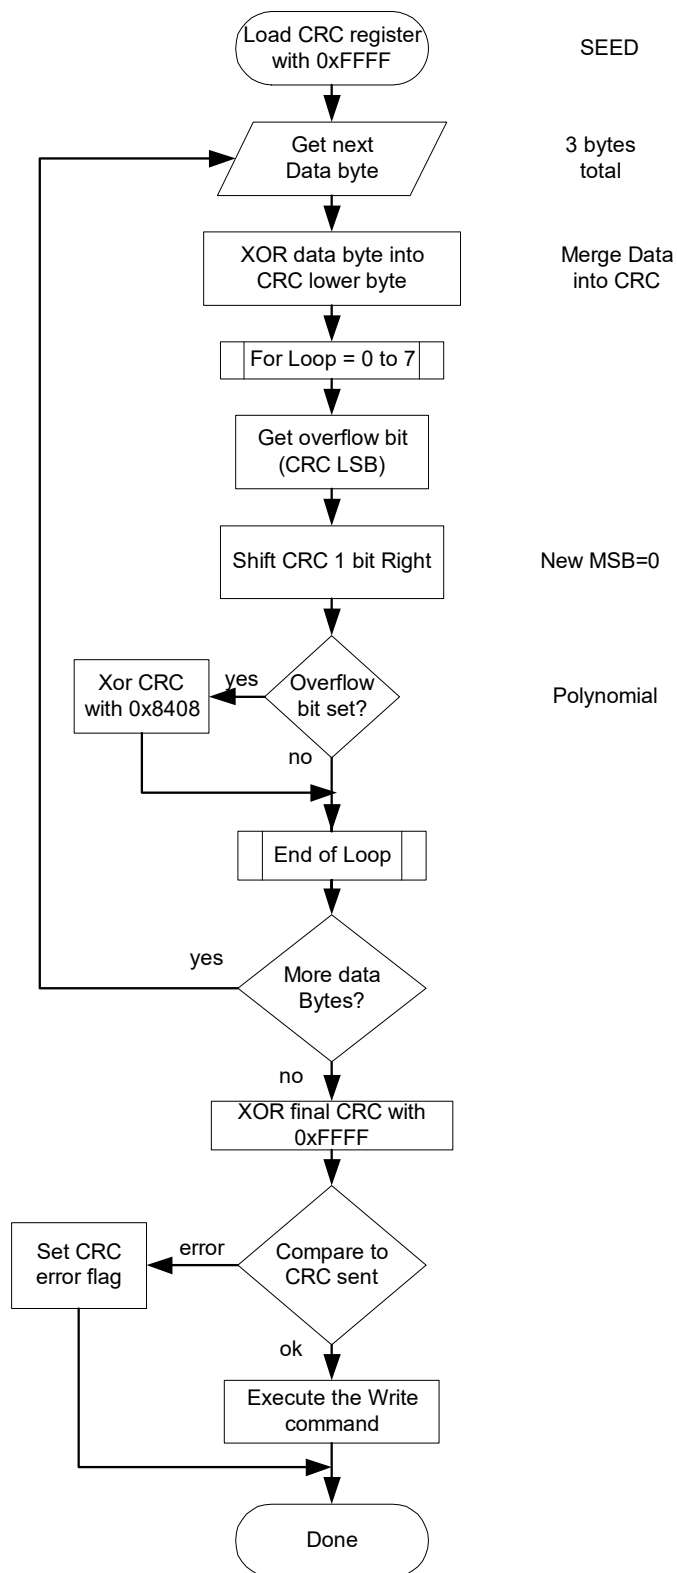 Load CRC register
with 0xFFFF
SEED
Get next
Data byte
3 bytes
total
XOR data byte into
CRC lower byte
Merge Data
into CRC
For Loop = 0 to 7
Get overflow bit
(CRC LSB)
Shift CRC 1 bit Right
New MSB=0
Xor CRC
with 0x8408
yes
Overflow
bit set?
Polynomial
no
End of Loop
yes
More data
Bytes?
no
XOR final CRC with
0xFFFF
Set CRC
error flag
error
Compare to
CRC sent
ok
Execute the Write
command
Done